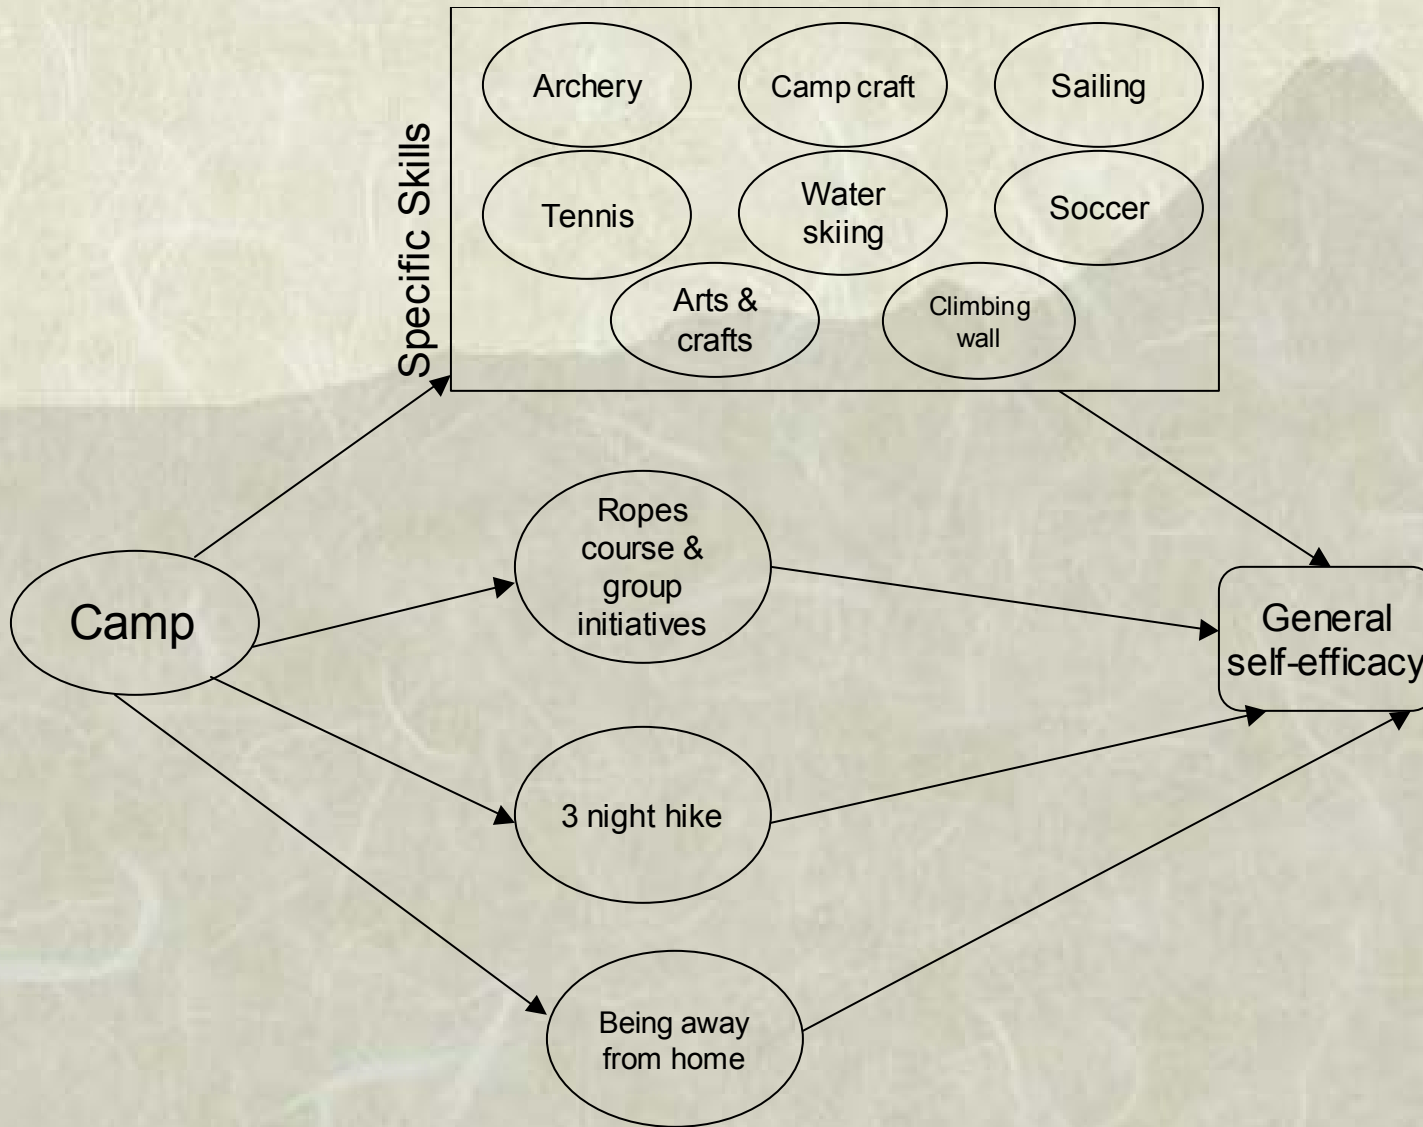 Specific Skills
Archery
Camp craft
Sailing
Tennis
Water
skiing
Soccer
Arts &
crafts
Climbing
wall
Camp
Ropes
course &
group
initiatives
3 night hike
Being away
from home
General
self-efficacy